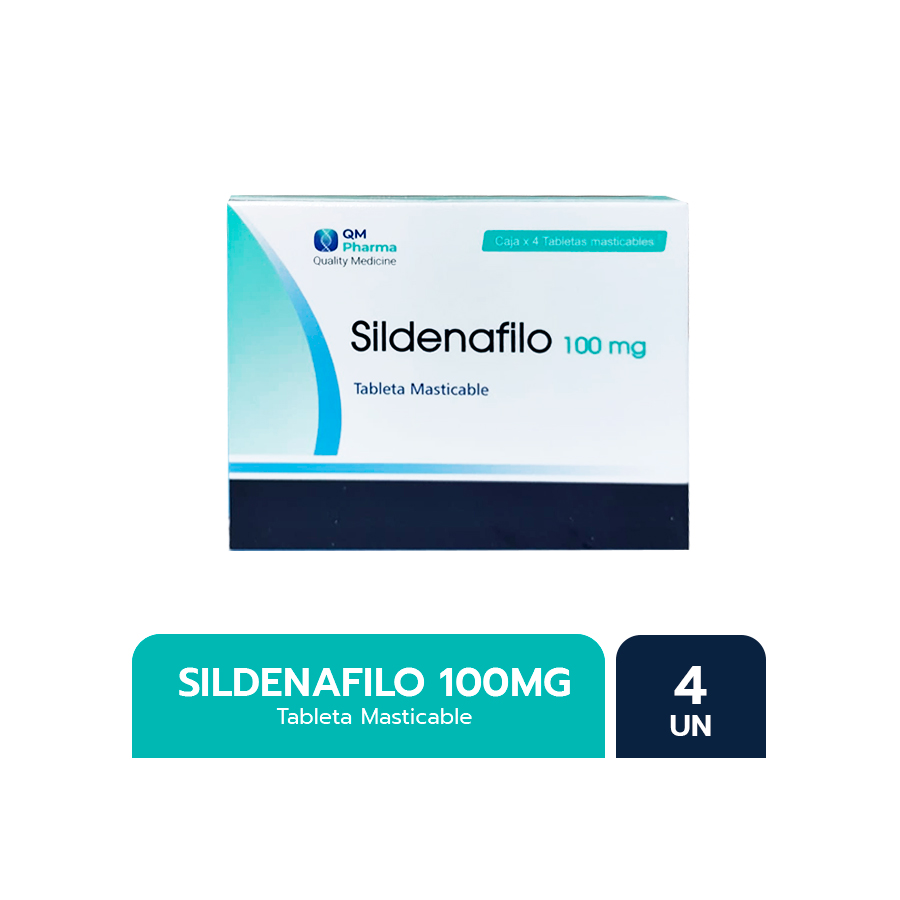 QM
Pharma
Quality Medicine
Caja x 4 Tabletas masticables
Sildenafilo 100 mg
Tableta Masticable
SILDENAFILO 100MG
Tableta Masticable
4
UN